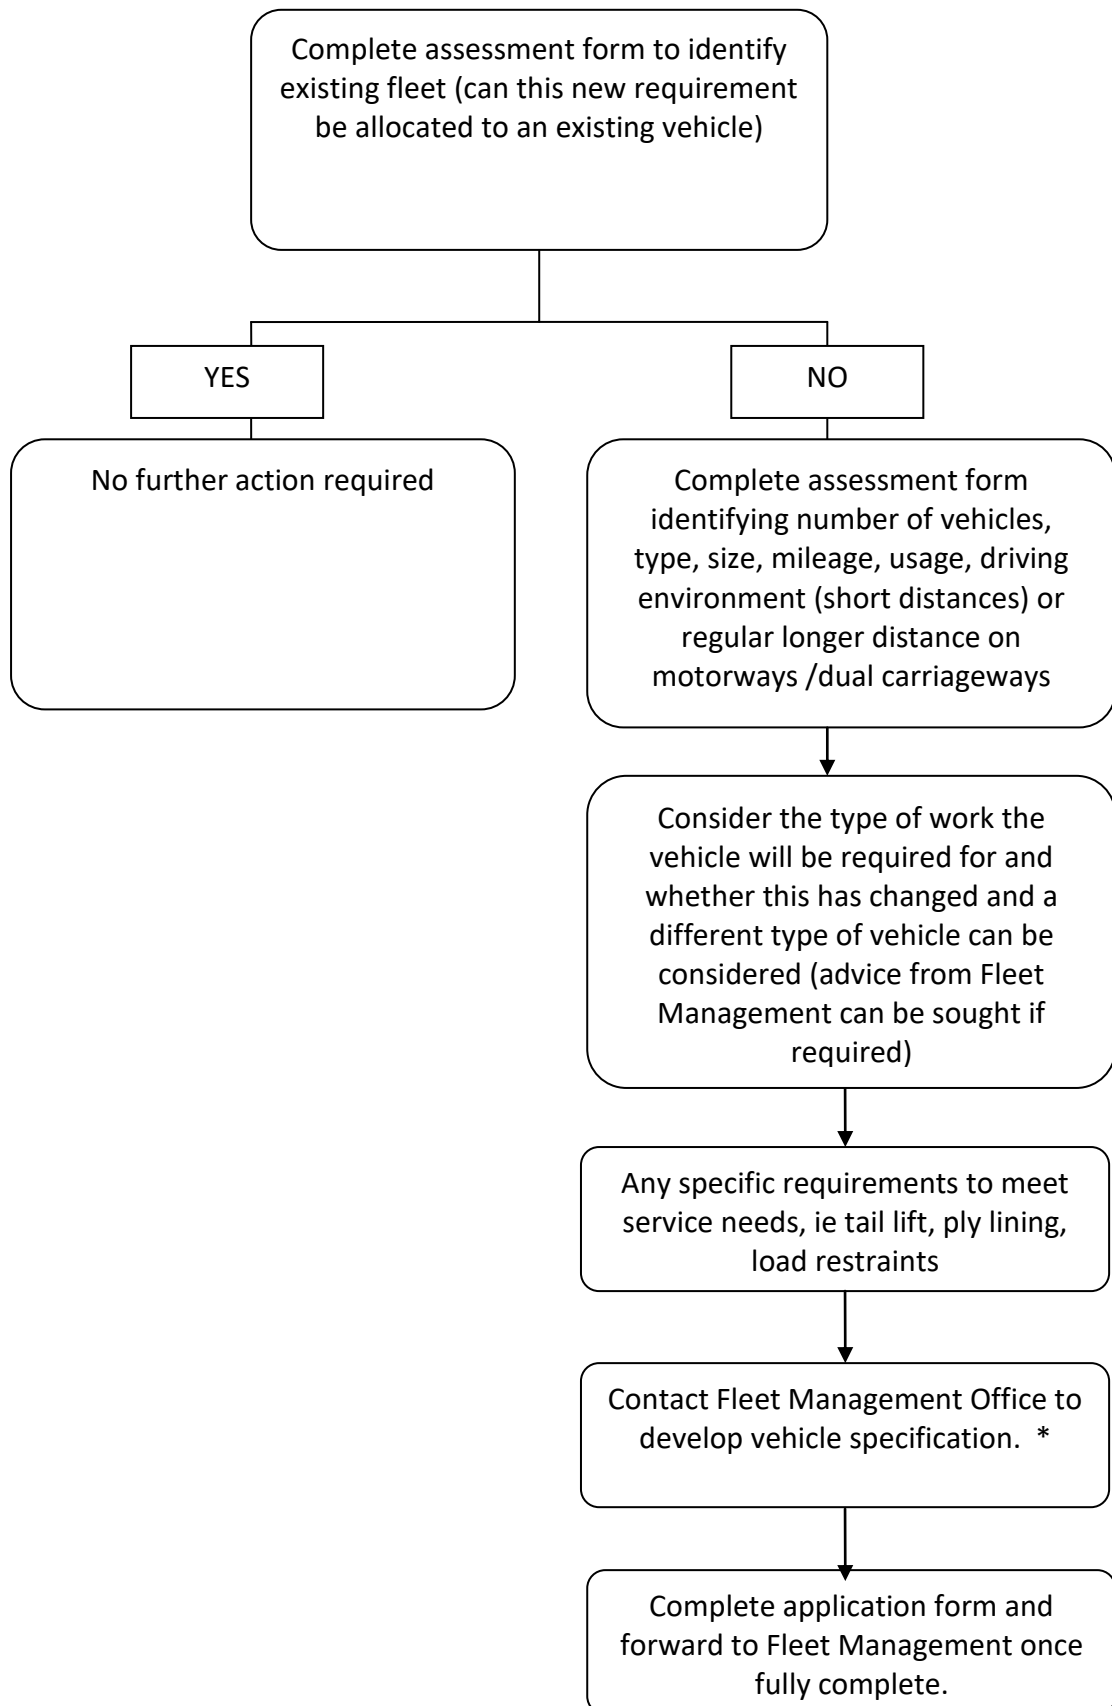 Complete assessment form to identify
existing fleet (can this new requirement
be allocated to an existing vehicle)
YES
NO
No further action required
Complete assessment form
identifying number of vehicles,
type, size, mileage, usage, driving
environment (short distances) or
regular longer distance on
motorways /dual carriageways
Consider the type of work the
vehicle will be required for and
whether this has changed and a
different type of vehicle can be
considered (advice from Fleet
Management can be sought if
required)
Any specific requirements to meet
service needs, ie tail lift, ply lining,
load restraints
Contact Fleet Management Office to
develop vehicle specification.  *
Complete application form and
forward to Fleet Management once
fully complete.